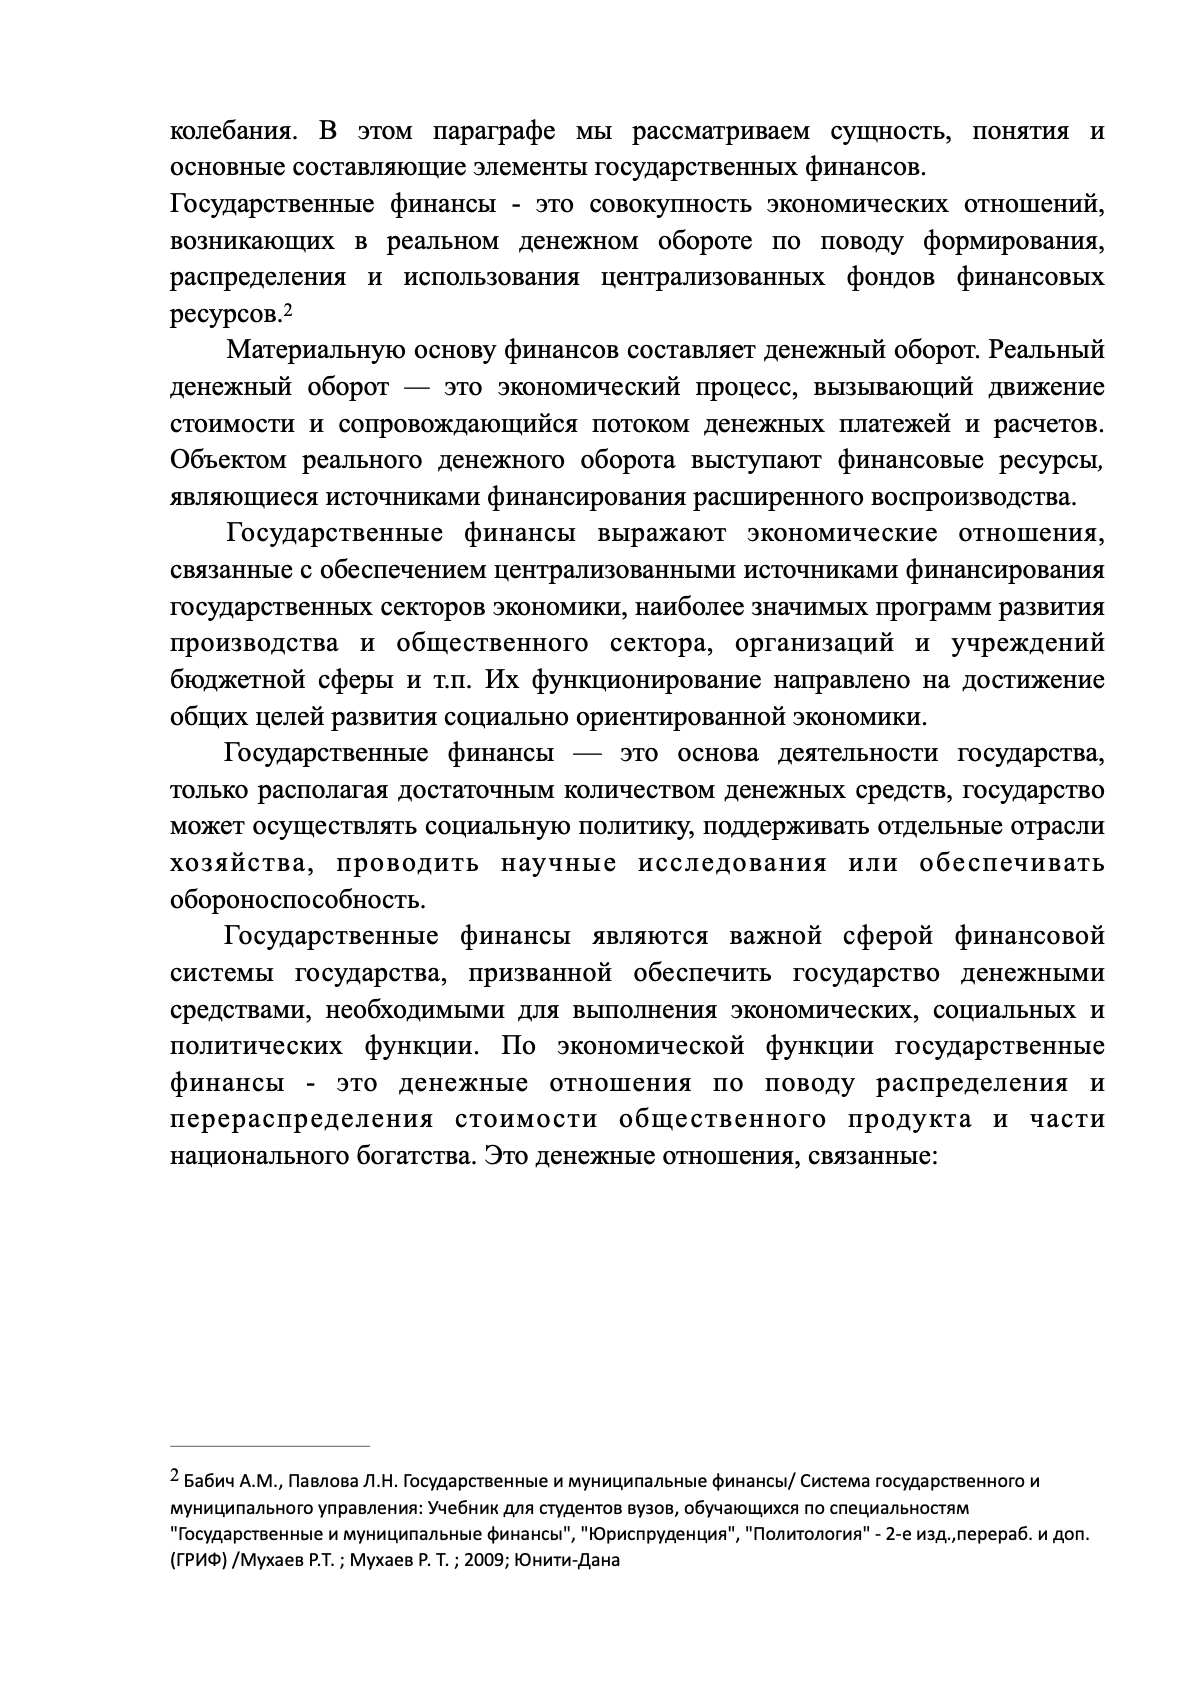 колебания. В этом параграфе мы рассматриваем сущность, понятия и
основные составляющие элементы государственных финансов.
Государственные финансы - это совокупность экономических отношений,
возникающих в реальном денежном обороте по поводу формирования,
распределения и использования централизованных фондов финансовых
ресурсов.2
Материальную основу финансов составляет денежный оборот. Реальный
денежный оборот — это экономический процесс, вызывающий движение
стоимости и сопровождающийся потоком денежных платежей и расчетов.
Объектом реального денежного оборота выступают финансовые ресурсы,
являющиеся источниками финансирования расширенного воспроизводства.
Государственные финансы выражают экономические отношения,
связанные с обеспечением централизованными источниками финансирования
государственных секторов экономики, наиболее значимых программ развития
производства и общественного сектора, организаций и учреждений
бюджетной сферы и т.п. Их функционирование направлено на достижение
общих целей развития социально ориентированной экономики.
Государственные финансы — это основа деятельности государства,
только располагая достаточным количеством денежных средств, государство
может осуществлять социальную политику, поддерживать отдельные отрасли
хозяйства, проводить научные исследования или обеспечивать
обороноспособность.
Государственные финансы являются важной сферой финансовой
системы государства, призванной обеспечить государство денежными
средствами, необходимыми для выполнения экономических, социальных и
политических функции. По экономической функции государственные
финансы - это денежные отношения по поводу распределения и
перераспределения стоимости общественного продукта и части
национального богатства. Это денежные отношения, связанные:
2 Бабич А.М., Павлова Л.Н. Государственные и муниципальные финансы/ Система государственного и
муниципального управления: Учебник для студентов вузов, обучающихся по специальностям
"Государственные и муниципальные финансы", "Юриспруденция", "Политология" - 2-е изд.,перераб. и доп.
(ГРИФ) /Мухаев Р.Т. ; Мухаев Р. Т. ; 2009; Юнити-Дана